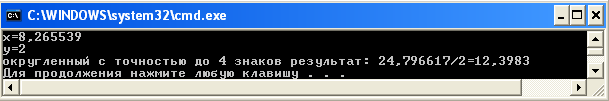 C:\WINDOWS\system32\cmd.exe
x=8,265539
y=2
округленный с точностью до 4 знаков результат: 24,796617/2=12,3983
Для продолжения нажмите любую клавишу . . .